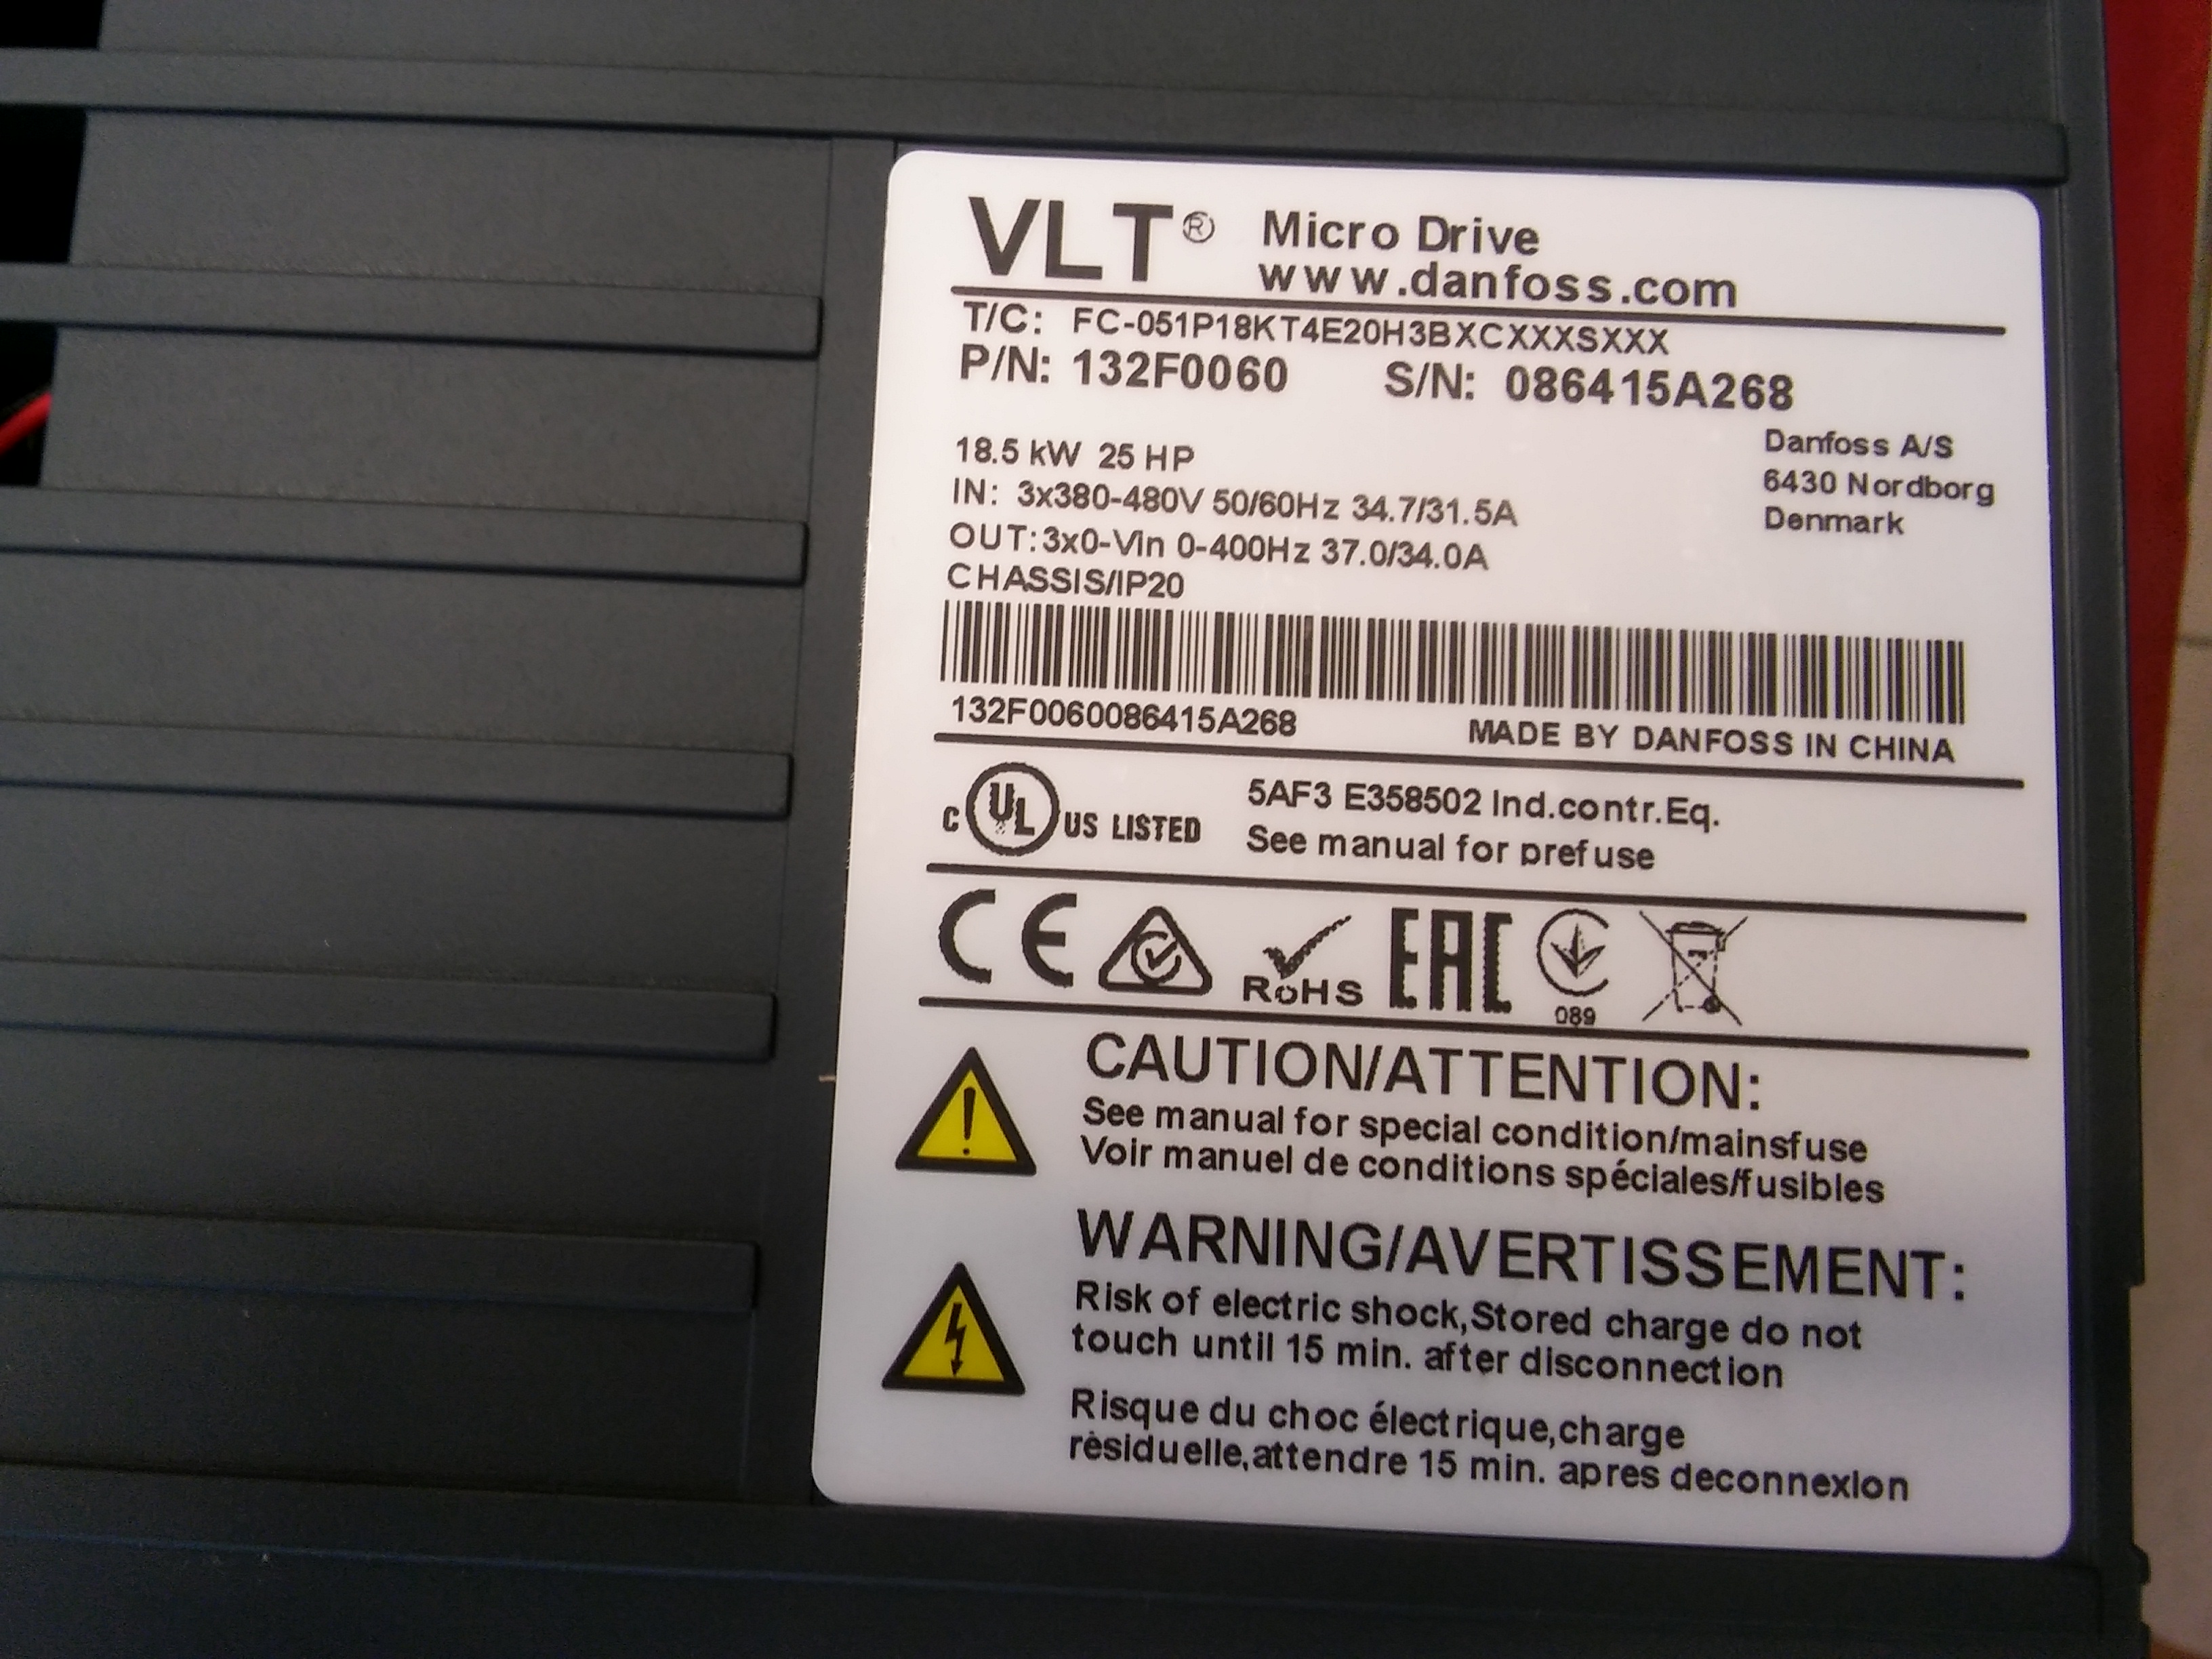 VLT® Micro Drive
www.danfoss.com
T/C: FC-051P18KT4E20H3BXCXXXSXXX
P/N: 132F0060 S/N: 086415A268
18.5 kW 25 HP
IN: 3x380-480V 50/60Hz 34.7/31.5A
OUT:3x0-Vin 0-400Hz 37.0/34.0A
CHASSIS/IP20
Danfoss A/S
6430 Nordborg
Denmark
132F0060086415A268 MADE BY DANFOSS IN CHINA
C UL US LISTED
5AF3 E358502 Ind.contr.Eq.
See manual for prefuse
CE RoHS EAC
089
CAUTION/ATTENTION:
See manual for special condition/mainsfuse
Voir manuel de conditions spéciales/fusibles
WARNING/AVERTISSEMENT:
Risk of electric shock,Stored charge do not
touch until 15 min. after disconnection
Risque du choc électrique,charge
rèsiduelle,attendre 15 min. apres deconnexion